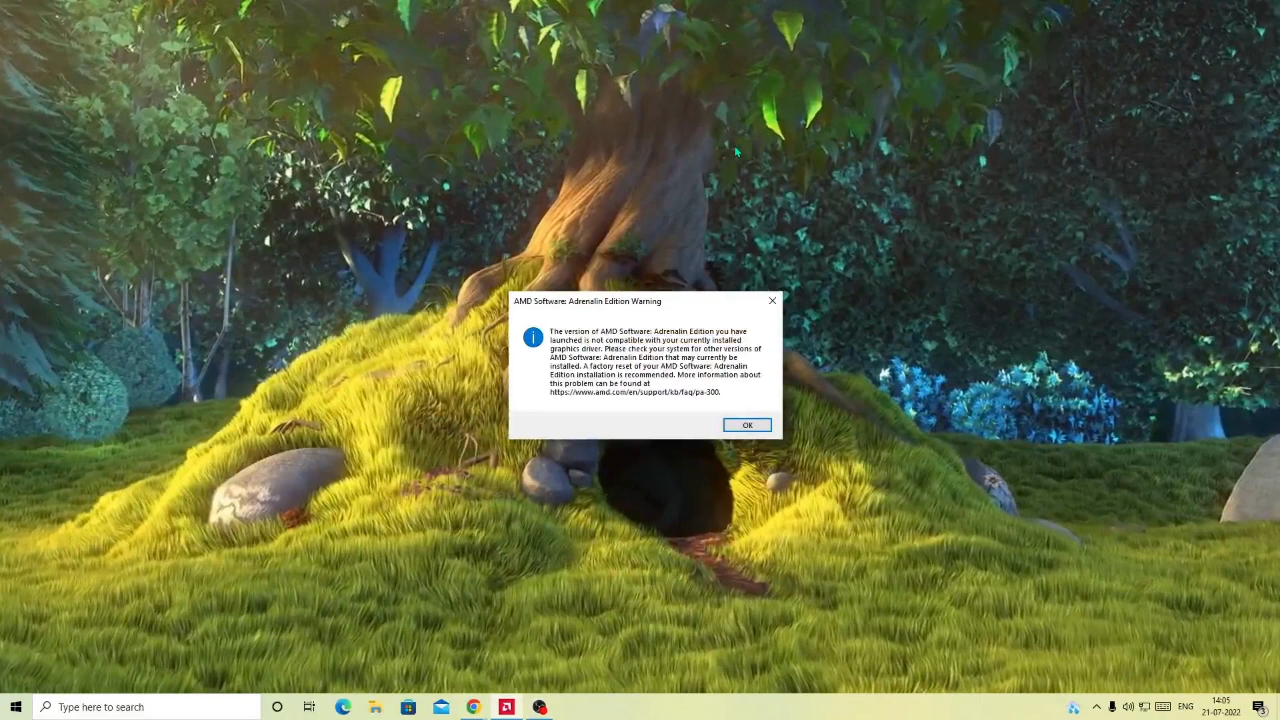 AMD Software: Adrenalin Edition Warning
The version of AMD Software: Adrenalin Edition you have
launched is not compatible with your currently installed
graphics driver. Please check your system for other versions of
AMD Software: Adrenalin Edition that may currently be
installed. A factory reset of your AMD Software: Adrenalin
Edition installation is recommended. More information about
this problem can be found at
https://www.amd.com/en/support/kb/faq/pa-300.
OK
Type here to search
ENG
14:05
21-07-2022
3